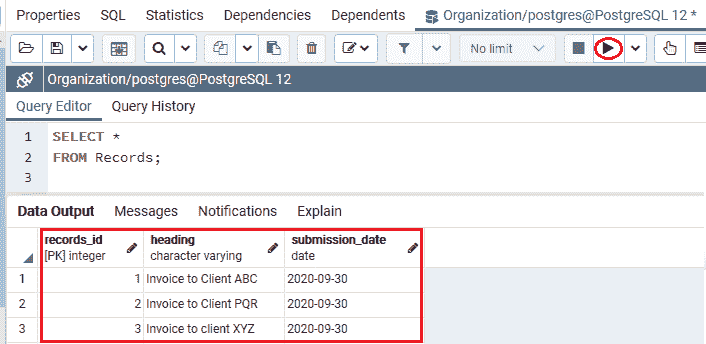 Properties SQL Statistics Dependencies Dependents Organization/postgres@PostgreSQL 12 *
No limit
Organization/postgres@PostgreSQL 12
Query Editor Query History
1 SELECT *
2 FROM Records;
3
Data Output Messages Notifications Explain
records_id heading submission_date
[PK] integer character varying date
1 1 Invoice to Client ABC 2020-09-30
2 2 Invoice to Client PQR 2020-09-30
3 3 Invoice to client XYZ 2020-09-30